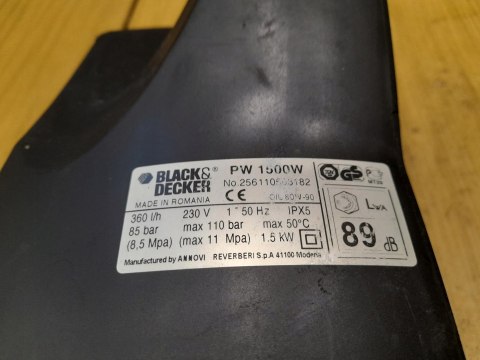 BLACK&
DECKER
PW 1500W
MADE IN ROMANIA
CE
360 l/h 230 V 50 Hz IPX5
85 bar max 110 bar max 50°C
(8,5 Mpa) (max 11 Mpa) 1.5 kW
Manufactured by ANNOVI REVERBERI S.p.A 41100 Modena
GS
LWA
89 dB